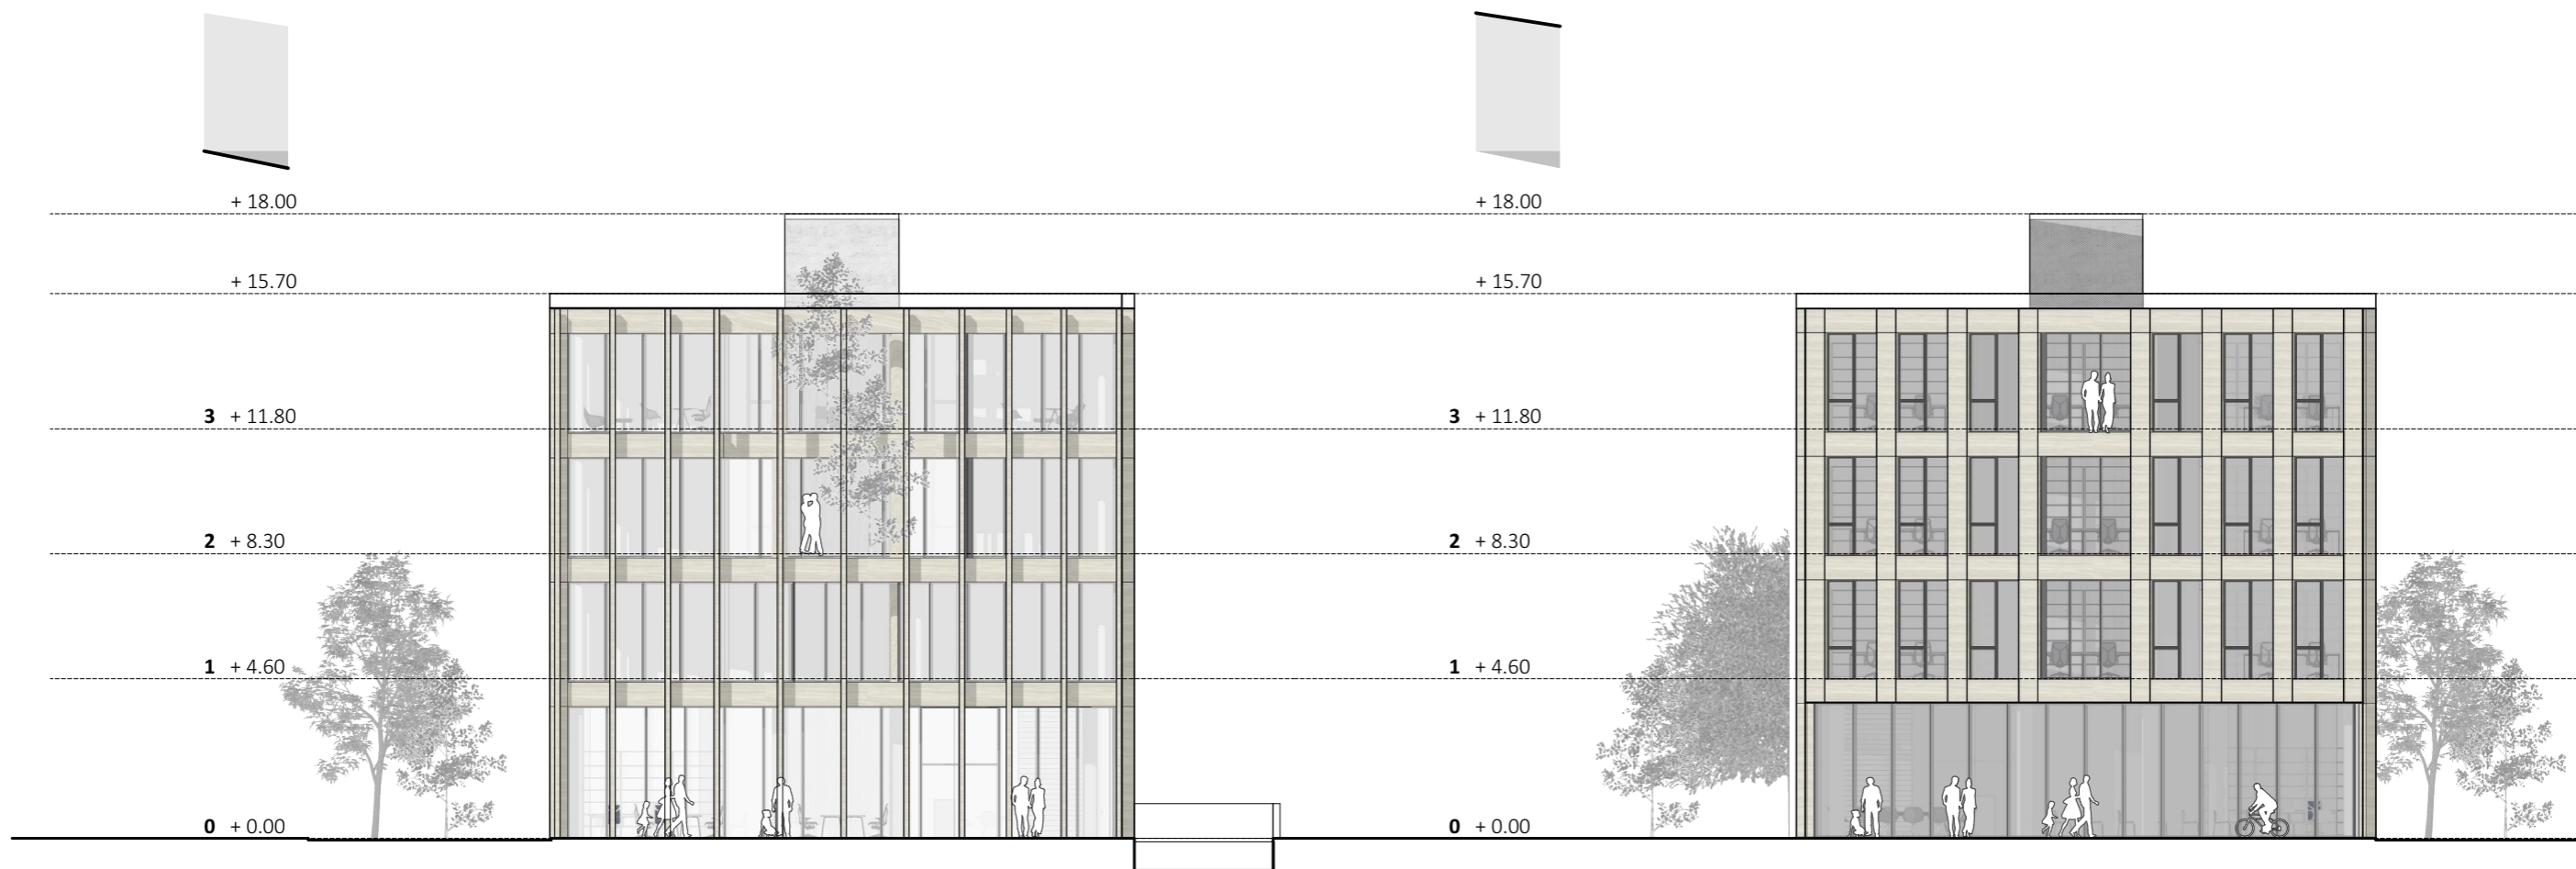 + 18.00
+ 15.70
3 + 11.80
2 + 8.30
1 + 4.60
0 + 0.00
+ 18.00
+ 15.70
3 + 11.80
2 + 8.30
1 + 4.60
0 + 0.00